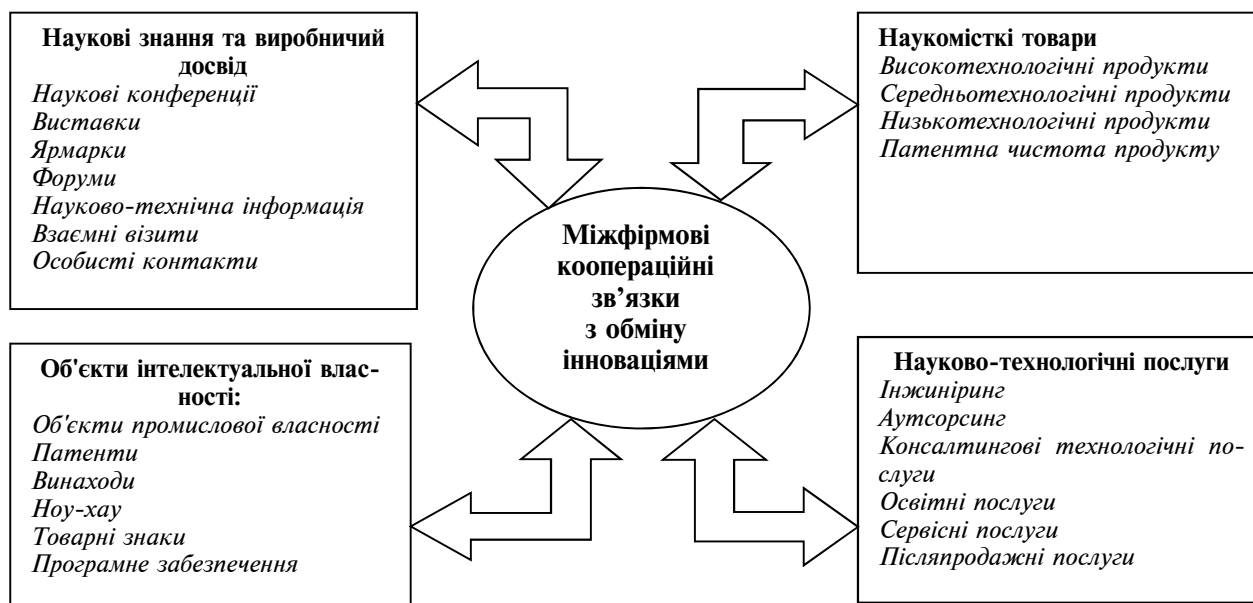 Наукові знання та виробничий
досвід
Наукові конференції
Виставки
Ярмарки
Форуми
Науково-технічна інформація
Взаємні візити
Особисті контакти
Наукомісткі товари
Високотехнологічні продукти
Середньотехнологічні продукти
Низькотехнологічні продукти
Патентна чистота продукту
Міжфірмові
коопераційні
зв’язки
з обміну
інноваціями
Об'єкти інтелектуальної влас-
ності:
Об'єкти промислової власності
Патенти
Винаходи
Ноу-хау
Товарні знаки
Програмне забезпечення
Науково-технологічні послуги
Інжиніринг
Аутсорсинг
Консалтингові технологічні по-
слуги
Освітні послуги
Сервісні послуги
Післяпродажні послуги